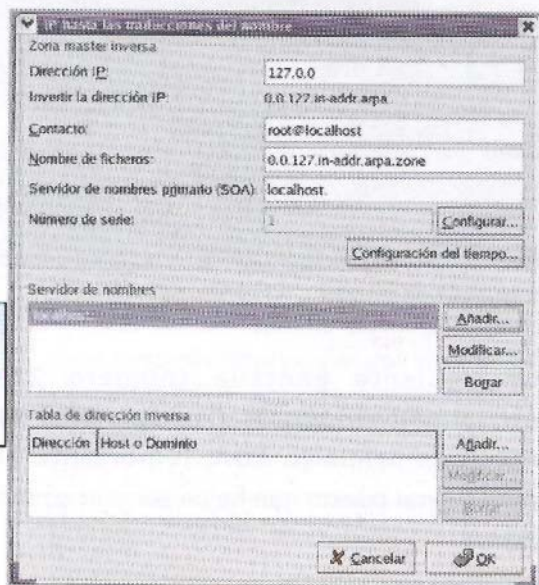 IP hasta las traducciones del nombre
Zona master inversa
Dirección IP: 127.0.0
Invertir la dirección IP: 0.0.127.in-addr.arpa.
Contacto: root@localhost
Nombre de ficheros: 0.0.127.in-addr.arpa.zone
Servidor de nombres primario (SOA): localhost.
Número de serie: 1 Configurar...
Configuración del tiempo...
Servidor de nombres
Añadir...
Modificar...
Borrar
Tabla de dirección inversa
Dirección Host o Dominio
Añadir...
Modificar...
Borrar
Cancelar OK